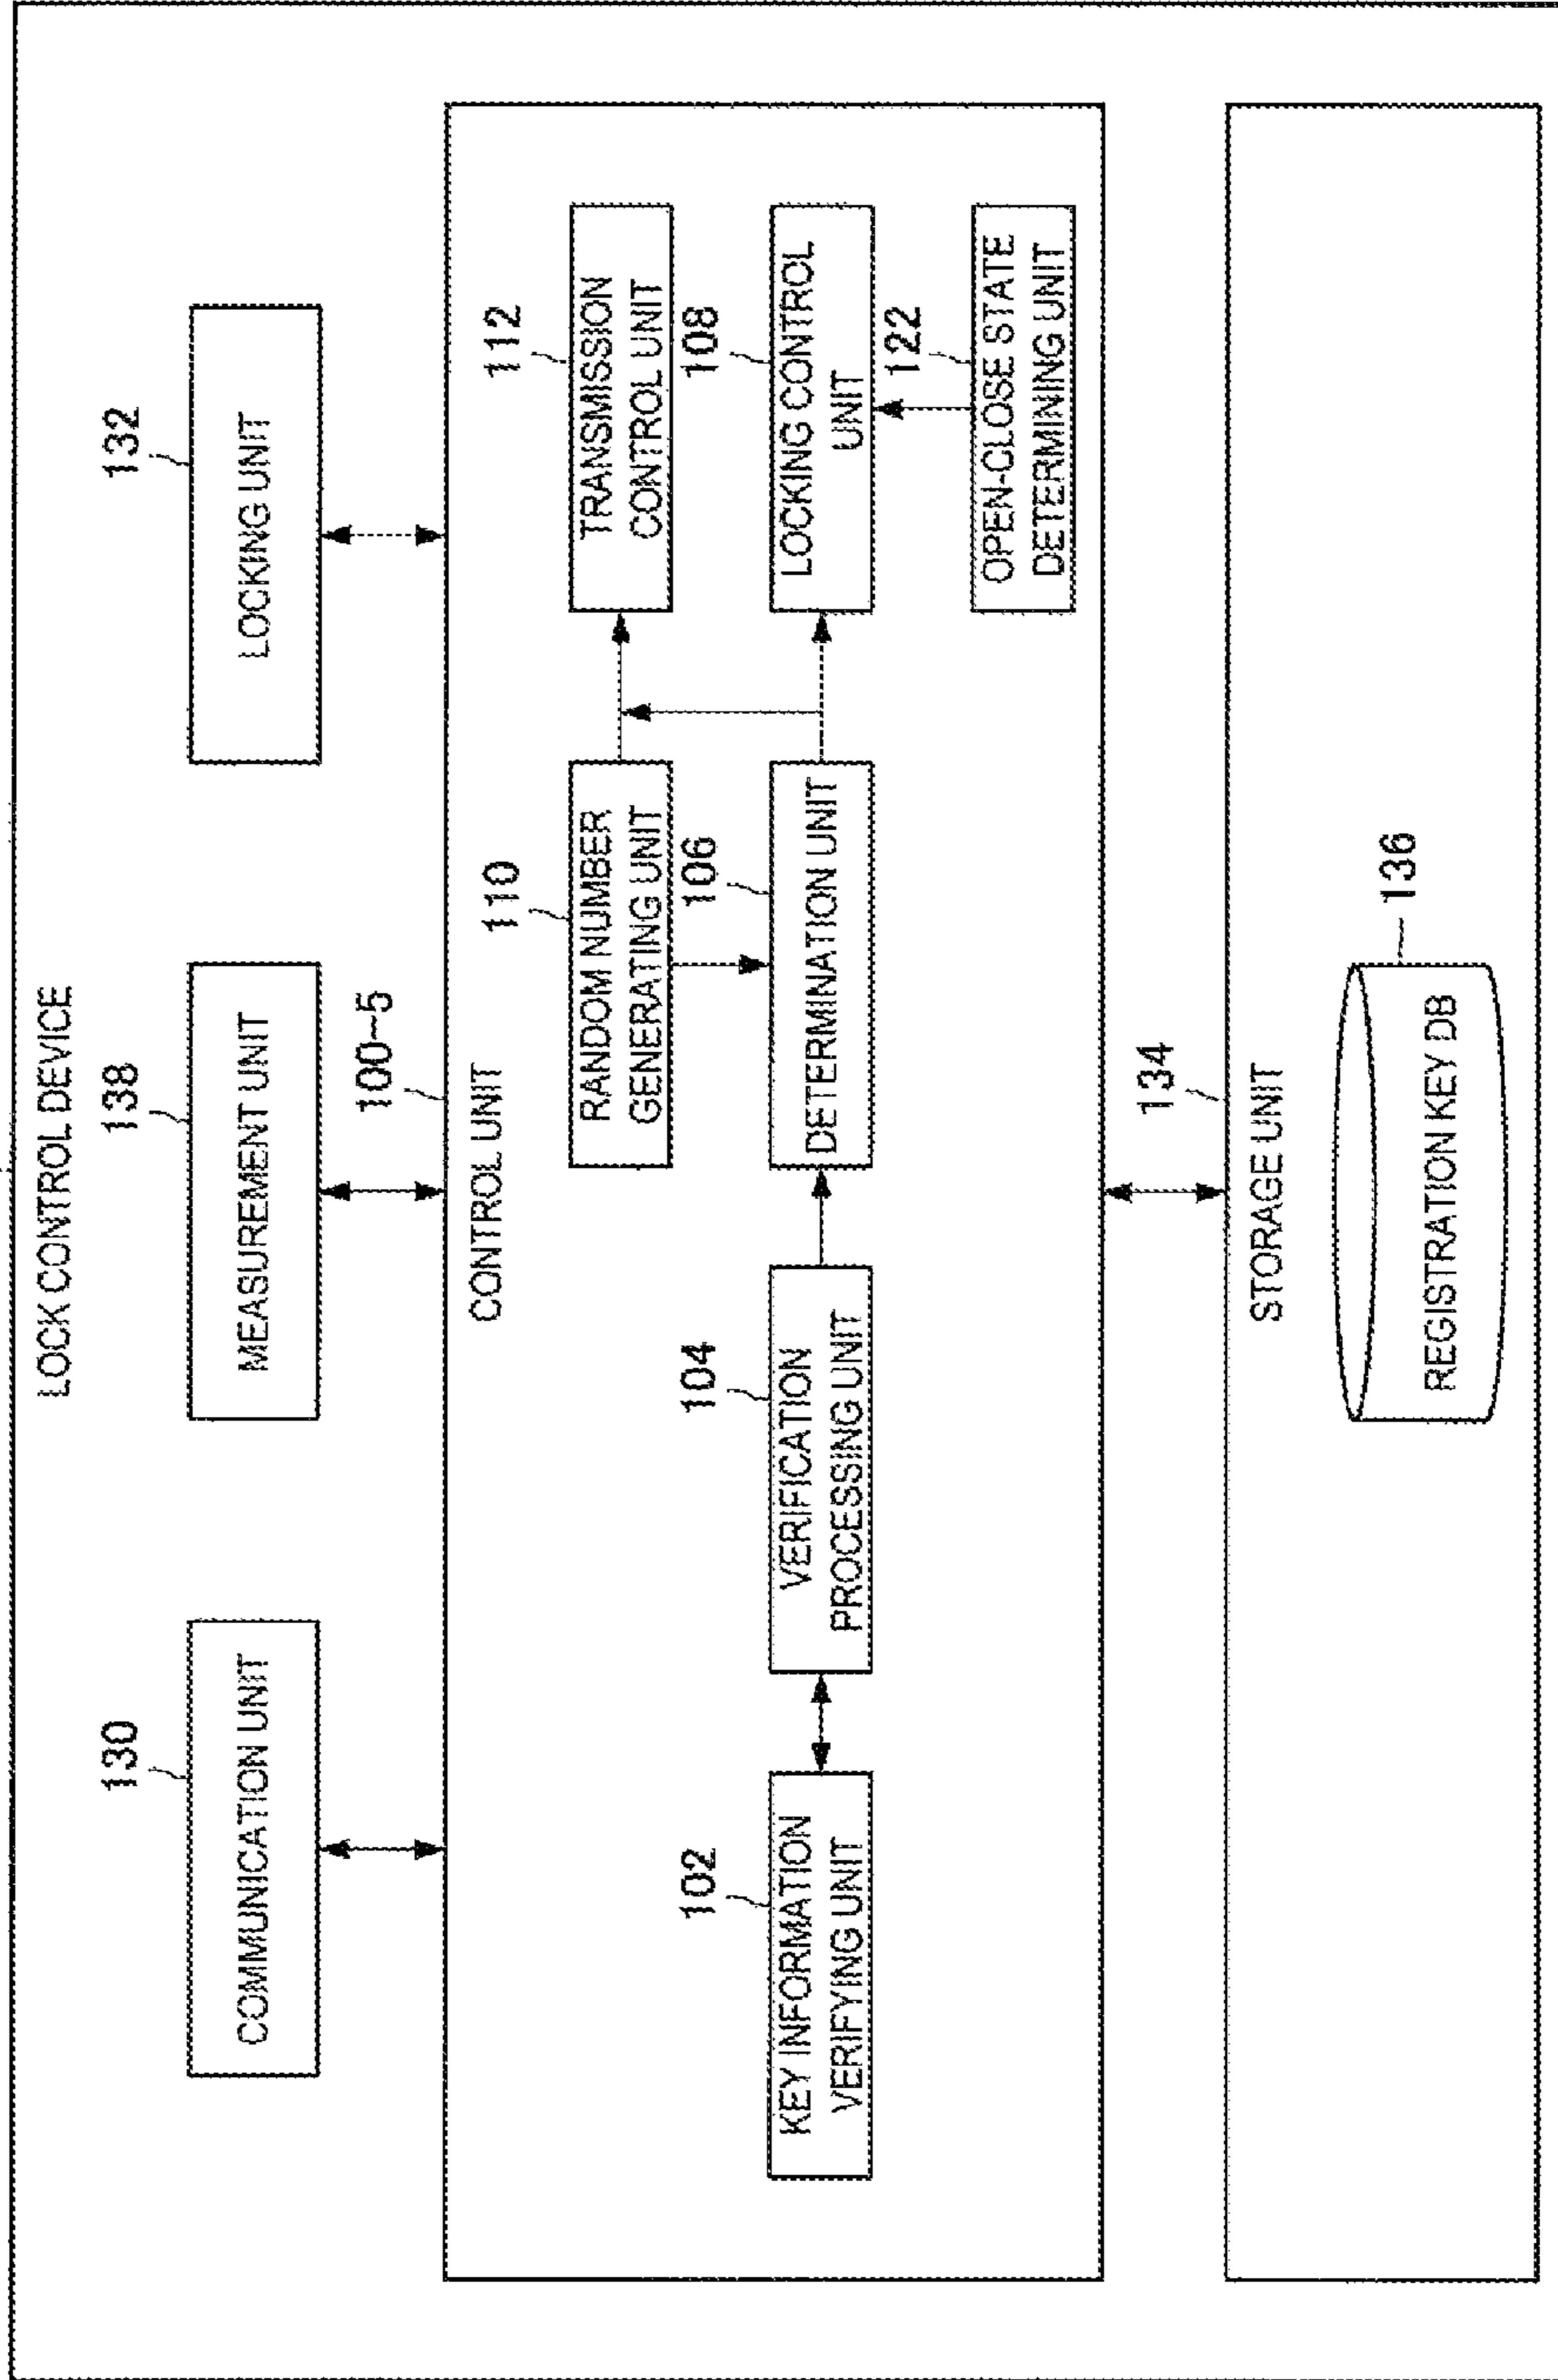 LOCK CONTROL DEVICE
130
COMMUNICATION UNIT
138
MEASUREMENT UNIT
132
LOCKING UNIT
100-5
CONTROL UNIT
110
RANDOM NUMBER
GENERATING UNIT
112
TRANSMISSION
CONTROL UNIT
102
KEY INFORMATION
VERIFYING UNIT
104
VERIFICATION
PROCESSING UNIT
106
DETERMINATION UNIT
108
LOCKING CONTROL
UNIT
122
OPEN-CLOSE STATE
DETERMINING UNIT
134
STORAGE UNIT
136
REGISTRATION KEY DB